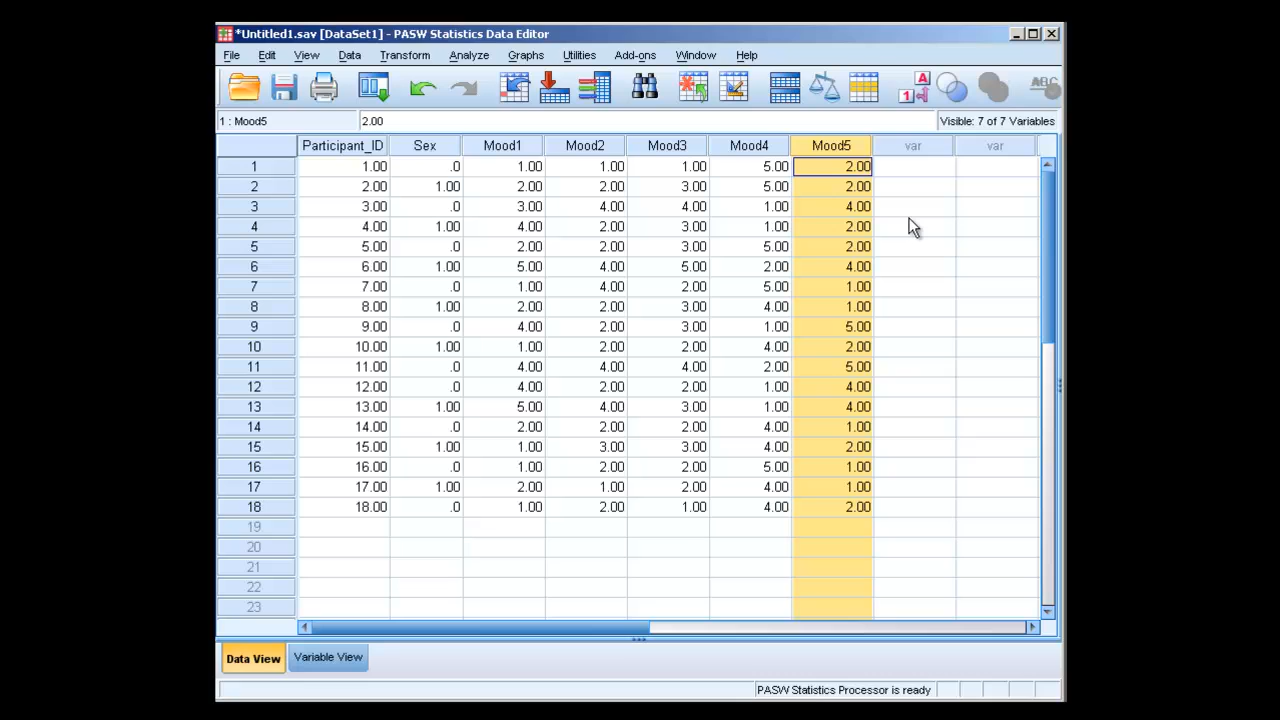 *Untitled1.sav [DataSet1] - PASW Statistics Data Editor
File Edit View Data Transform Analyze Graphs Utilities Add-ons Window Help
A
1
ABC
1 : Mood5 2.00 Visible: 7 of 7 Variables
Participant_ID Sex Mood1 Mood2 Mood3 Mood4 Mood5 var var
1 1.00 .0 1.00 1.00 1.00 5.00 2.00
2 2.00 1.00 2.00 2.00 3.00 5.00 2.00
3 3.00 .0 3.00 4.00 4.00 1.00 4.00
4 4.00 1.00 4.00 2.00 3.00 1.00 2.00
5 5.00 .0 2.00 2.00 3.00 5.00 2.00
6 6.00 1.00 5.00 4.00 5.00 2.00 4.00
7 7.00 .0 1.00 4.00 2.00 5.00 1.00
8 8.00 1.00 2.00 2.00 3.00 4.00 1.00
9 9.00 .0 4.00 2.00 3.00 1.00 5.00
10 10.00 1.00 1.00 2.00 2.00 4.00 2.00
11 11.00 .0 4.00 4.00 4.00 2.00 5.00
12 12.00 .0 4.00 2.00 2.00 1.00 4.00
13 13.00 1.00 5.00 4.00 3.00 1.00 4.00
14 14.00 .0 2.00 2.00 2.00 4.00 1.00
15 15.00 1.00 1.00 3.00 3.00 4.00 2.00
16 16.00 .0 1.00 2.00 2.00 5.00 1.00
17 17.00 1.00 2.00 1.00 2.00 4.00 1.00
18 18.00 .0 1.00 2.00 1.00 4.00 2.00
19
20
21
22
23
Data View Variable View
PASW Statistics Processor is ready